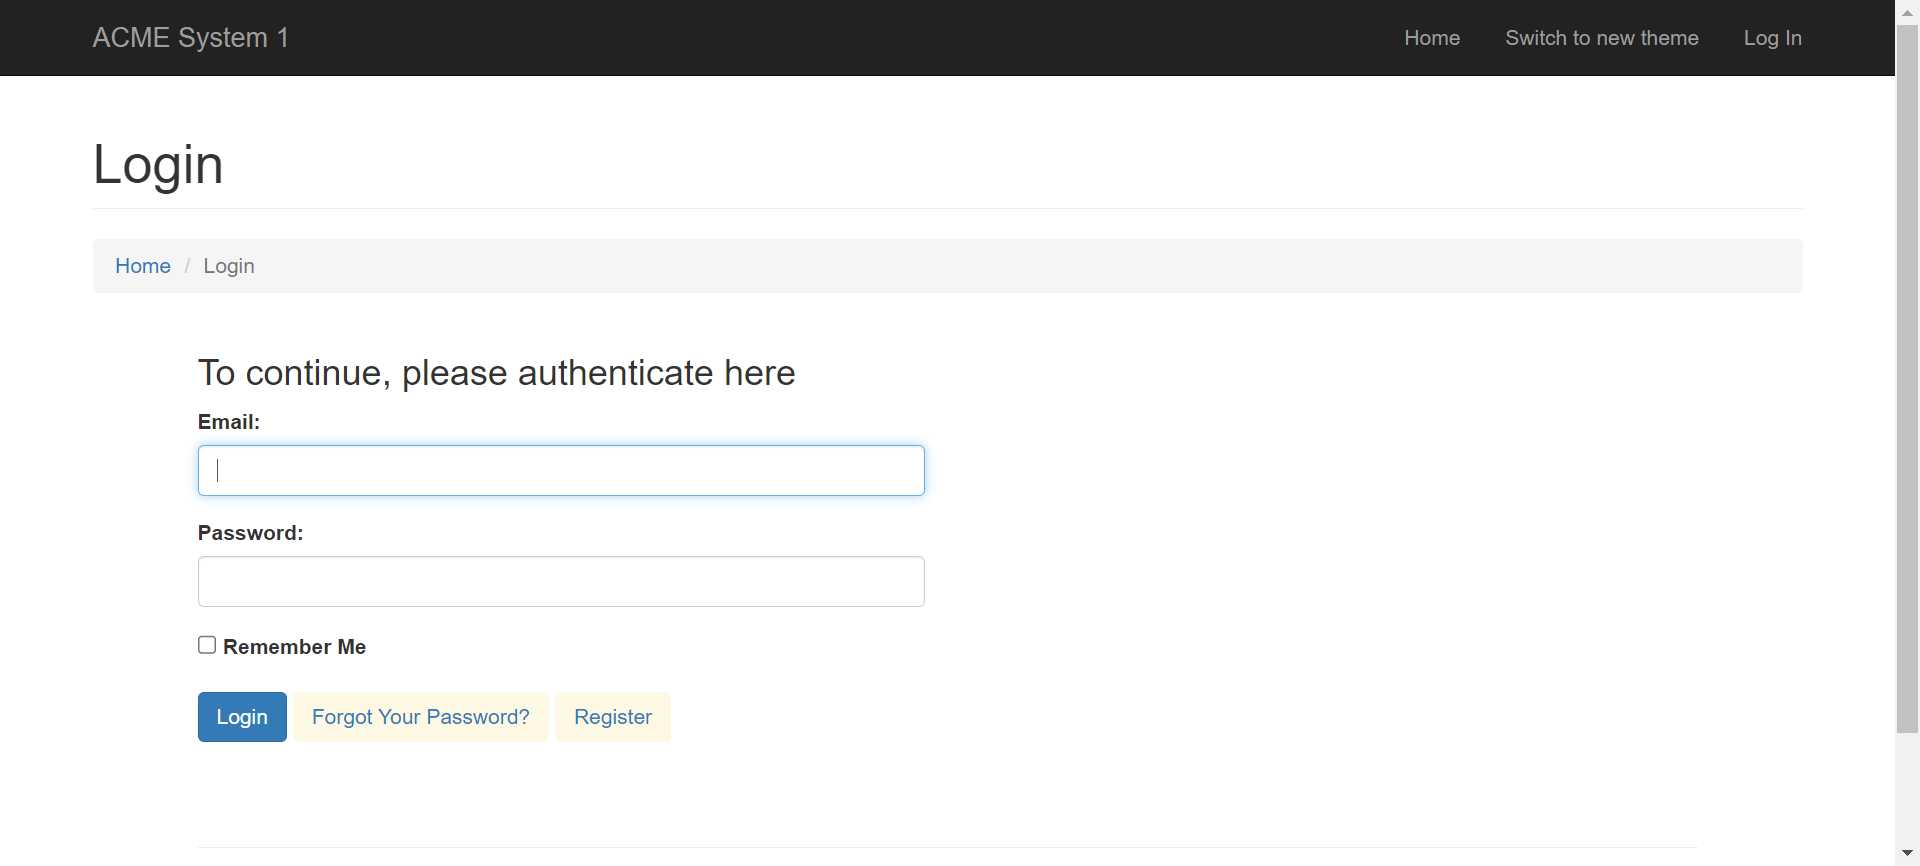 ACME System 1
Home Switch to new theme Log In
Login
Home / Login
To continue, please authenticate here
Email:
Password:
Remember Me
Login Forgot Your Password? Register